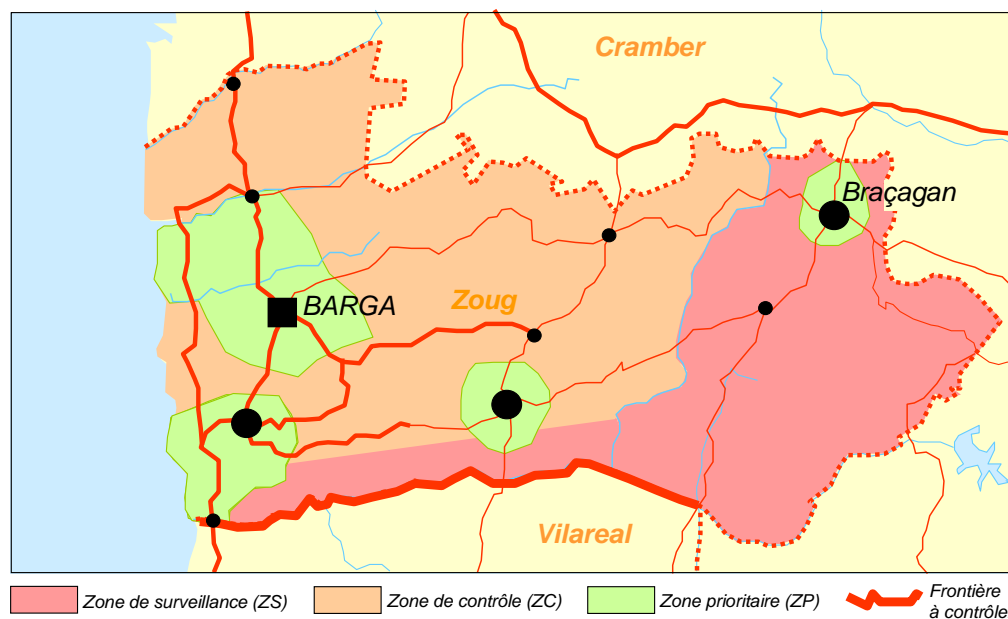 Cramber
Braçagan
BARGA
Zoug
Vilareal
Zone de surveillance (ZS)
Zone de contrôle (ZC)
Zone prioritaire (ZP)
Frontière
à contrôle